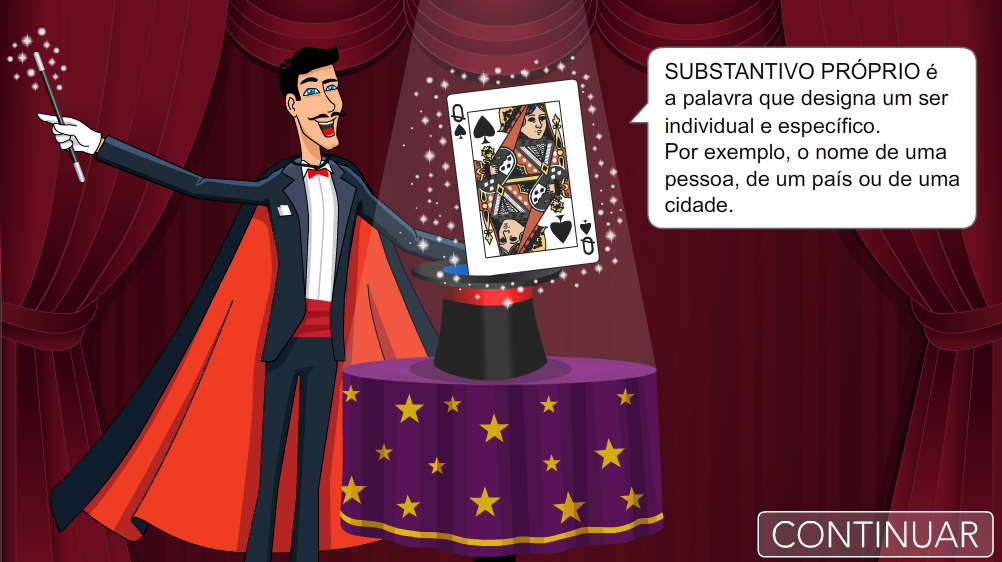 SUBSTANTIVO PRÓPRIO é
a palavra que designa um ser
individual e específico.
Por exemplo, o nome de uma
pessoa, de um país ou de uma
cidade.
Q
Q
CONTINUAR